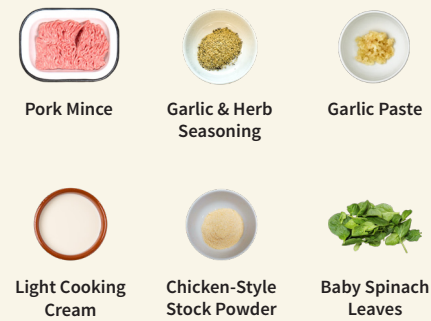 Pork Mince
Garlic & Herb
Seasoning
Garlic Paste
Light Cooking
Cream
Chicken-Style
Stock Powder
Baby Spinach
Leaves